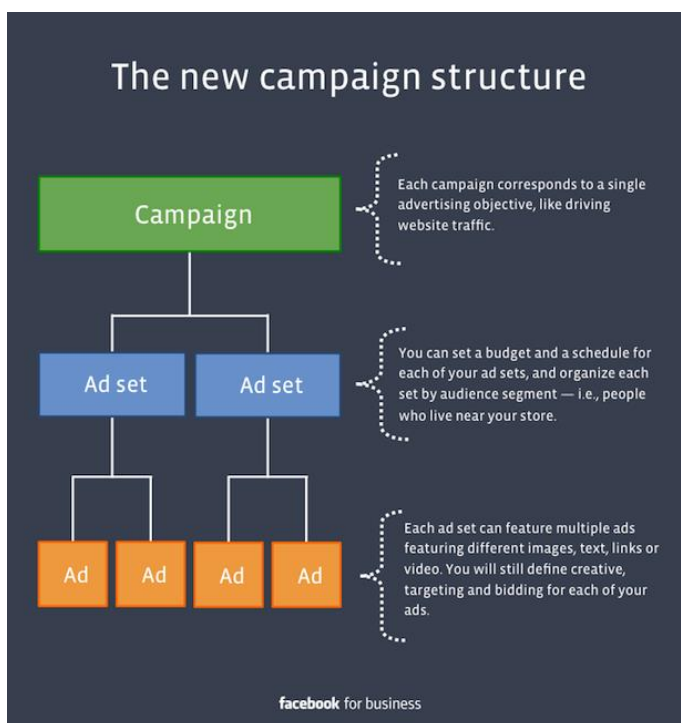 The new campaign structure
Campaign
Each campaign corresponds to a single
advertising objective, like driving
website traffic.
Ad set
Ad set
You can set a budget and a schedule for
each of your ad sets, and organize each
set by audience segment — i.e., people
who live near your store.
Ad
Ad
Ad
Ad
Each ad set can feature multiple ads
featuring different images, text, links or
video. You will still define creative,
targeting and bidding for each of your
ads.
facebook for business